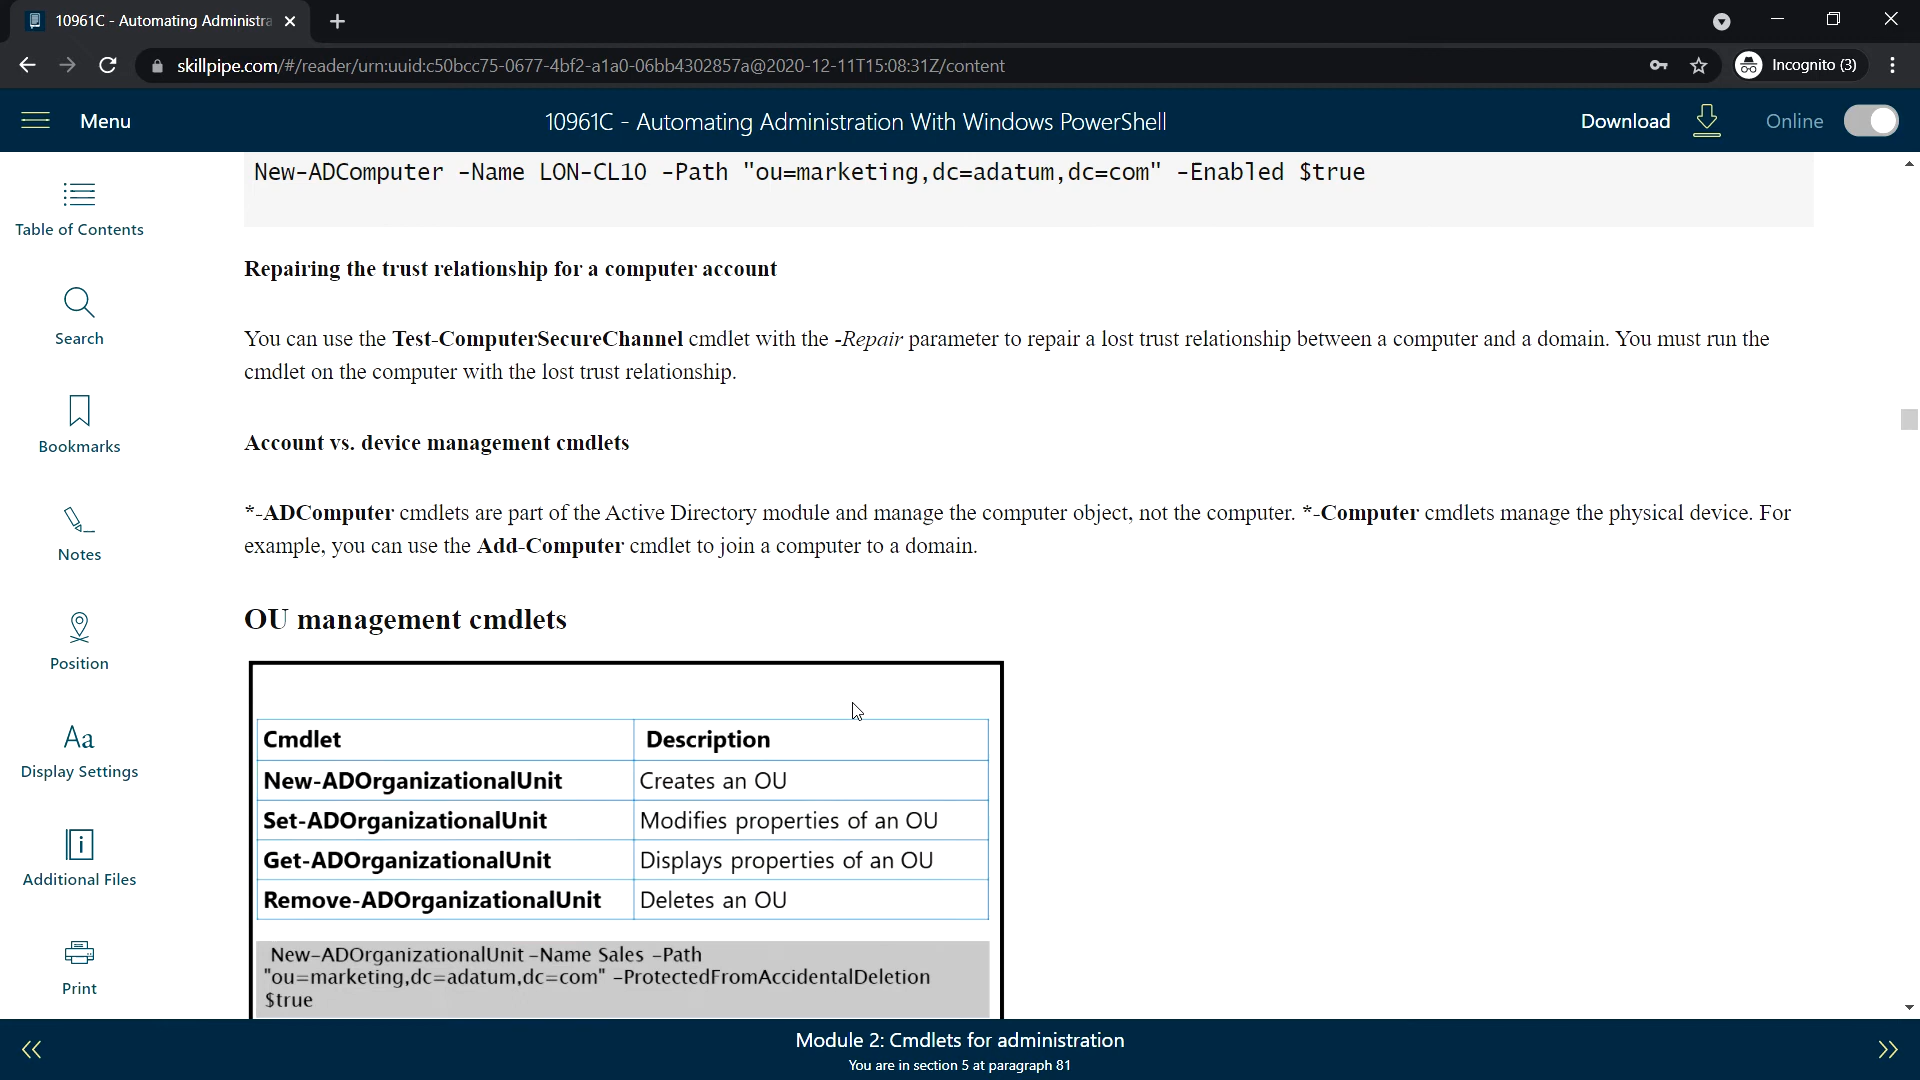 10961C - Automating Administra
skillpipe.com/#/reader/urn:uuid:c50bcc75-0677-4bf2-a1a0-06bb4302857a@2020-12-11T15:08:31Z/content
Incognito (3)
Menu
10961C - Automating Administration With Windows PowerShell
Download
Online
New-ADComputer -Name LON-CL10 -Path "ou=marketing,dc=adatum,dc=com" -Enabled $true
Table of Contents
Search
Bookmarks
Notes
Position
Aa
Display Settings
Additional Files
Print
Repairing the trust relationship for a computer account
You can use the Test-ComputerSecureChannel cmdlet with the -Repair parameter to repair a lost trust relationship between a computer and a domain. You must run the
cmdlet on the computer with the lost trust relationship.
Account vs. device management cmdlets
*-ADComputer cmdlets are part of the Active Directory module and manage the computer object, not the computer. *-Computer cmdlets manage the physical device. For
example, you can use the Add-Computer cmdlet to join a computer to a domain.
OU management cmdlets
Cmdlet Description
New-ADOrganizationalUnit Creates an OU
Set-ADOrganizationalUnit Modifies properties of an OU
Get-ADOrganizationalUnit Displays properties of an OU
Remove-ADOrganizationalUnit Deletes an OU
New-ADOrganizationalUnit -Name Sales -Path
"ou=marketing,dc=adatum,dc=com" -ProtectedFromAccidentalDeletion
$true
Module 2: Cmdlets for administration
You are in section 5 at paragraph 81